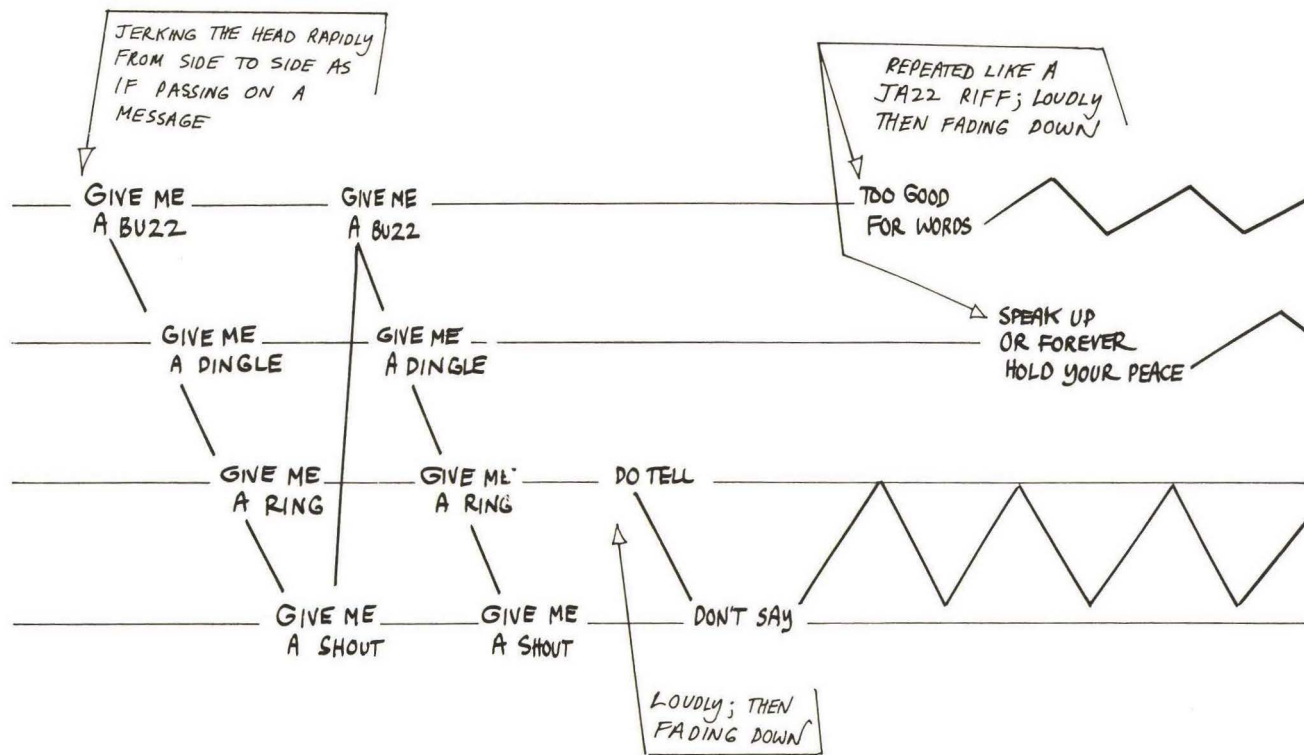 JERKING THE HEAD RAPIDLY
FROM SIDE TO SIDE AS
IF PASSING ON A
MESSAGE
REPEATED LIKE A
JAZZ RIFF; LOUDLY
THEN FADING DOWN
GIVE ME
A BUZZ
GIVE ME
A BUZZ
TOO GOOD
FOR WORDS
GIVE ME
A DINGLE
GIVE ME
A DINGLE
SPEAK UP
OR FOREVER
HOLD YOUR PEACE
GIVE ME
A RING
GIVE ME
A RING
DO TELL
GIVE ME
A SHOUT
GIVE ME
A SHOUT
DON'T SAY
LOUDLY; THEN
FADING DOWN